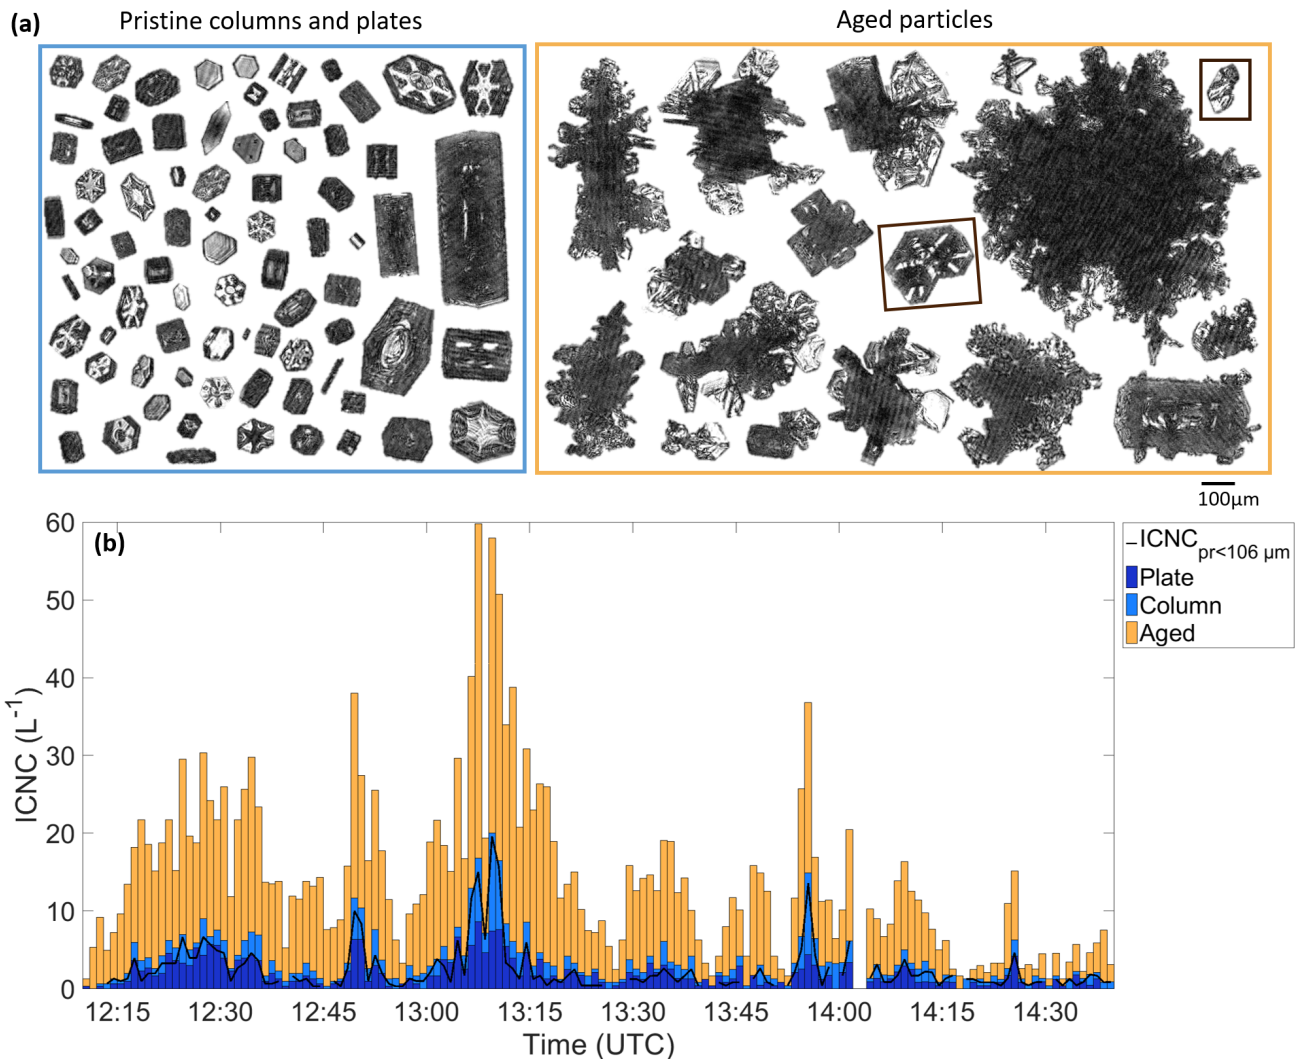 (a)
Pristine columns and plates
Aged particles
100µm
(b)
60
50
40
30
20
10
0
ICNC (L-1)
12:15 12:30 12:45 13:00 13:15 13:30 13:45 14:00 14:15 14:30
Time (UTC)
ICNCpr<106 µm
Plate
Column
Aged